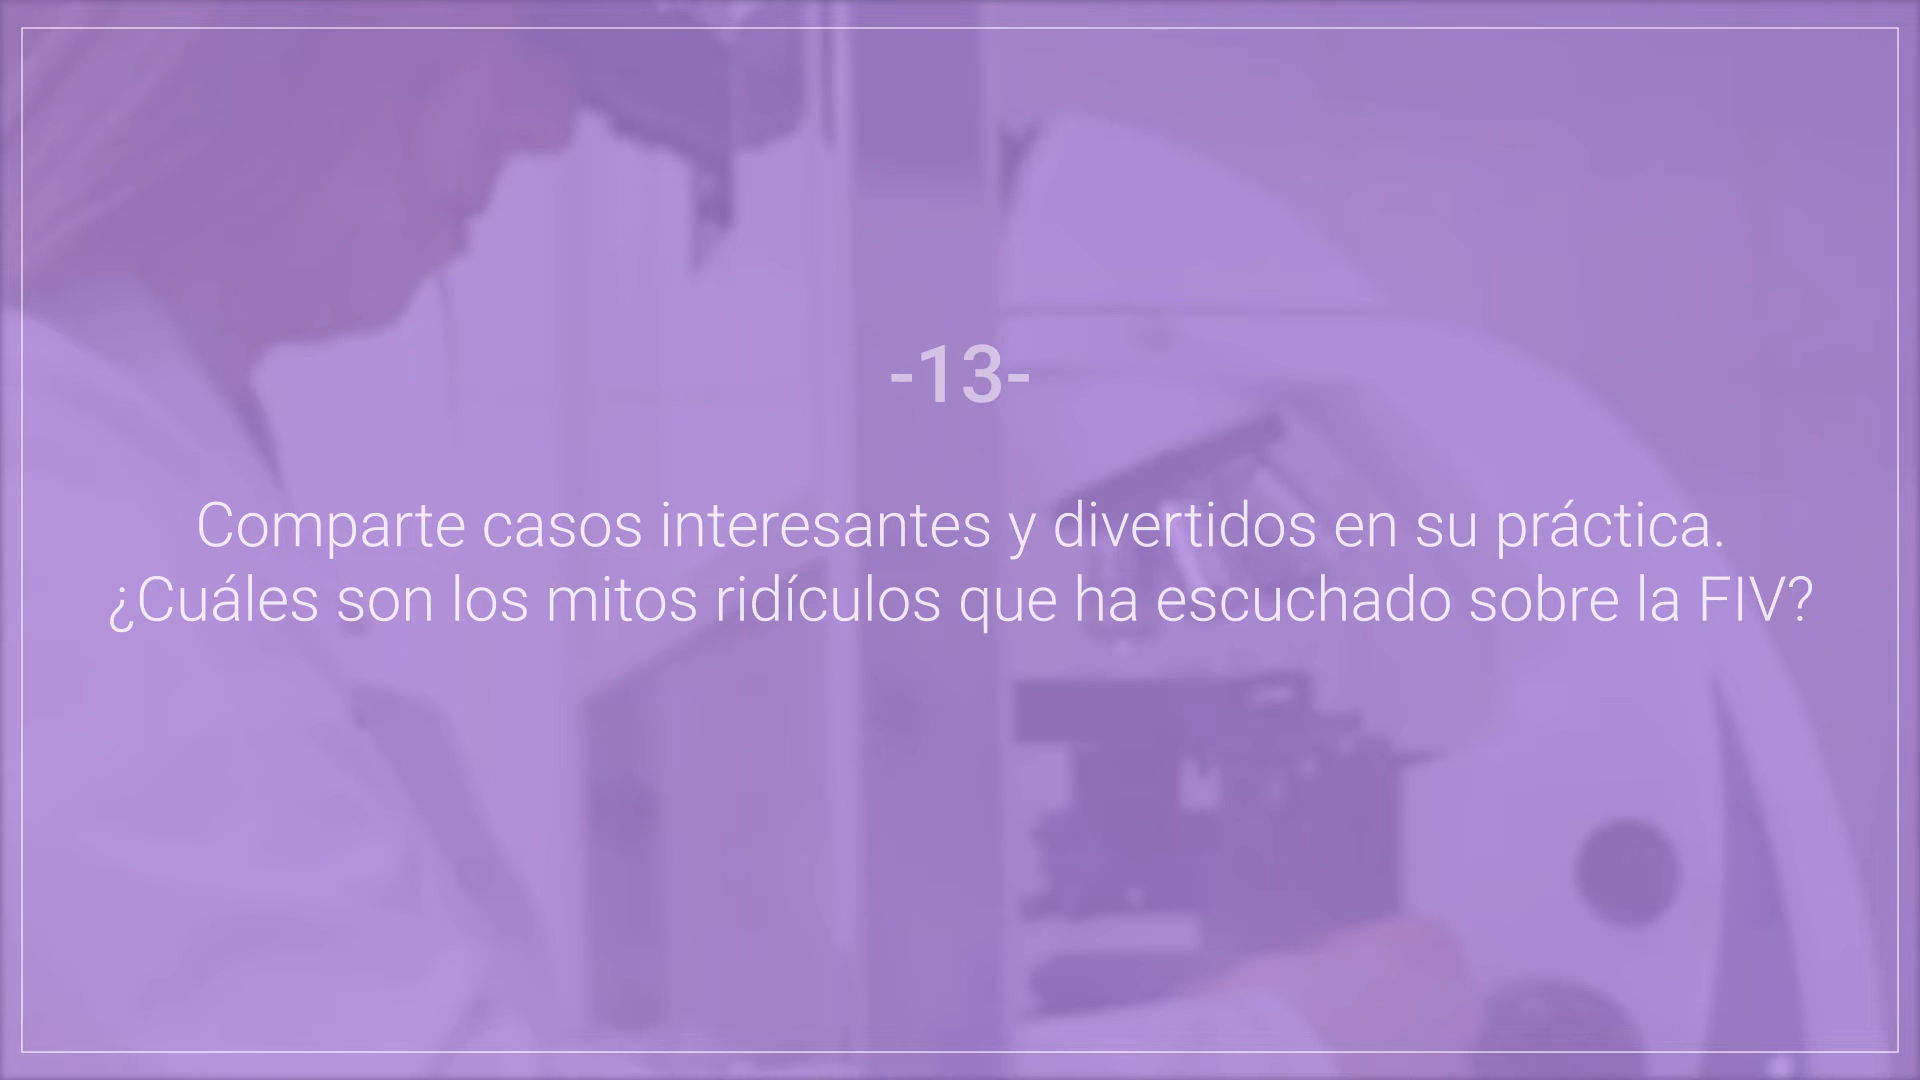 -13-
Comparte casos interesantes y divertidos en su práctica.
¿Cuáles son los mitos ridículos que ha escuchado sobre la FIV?